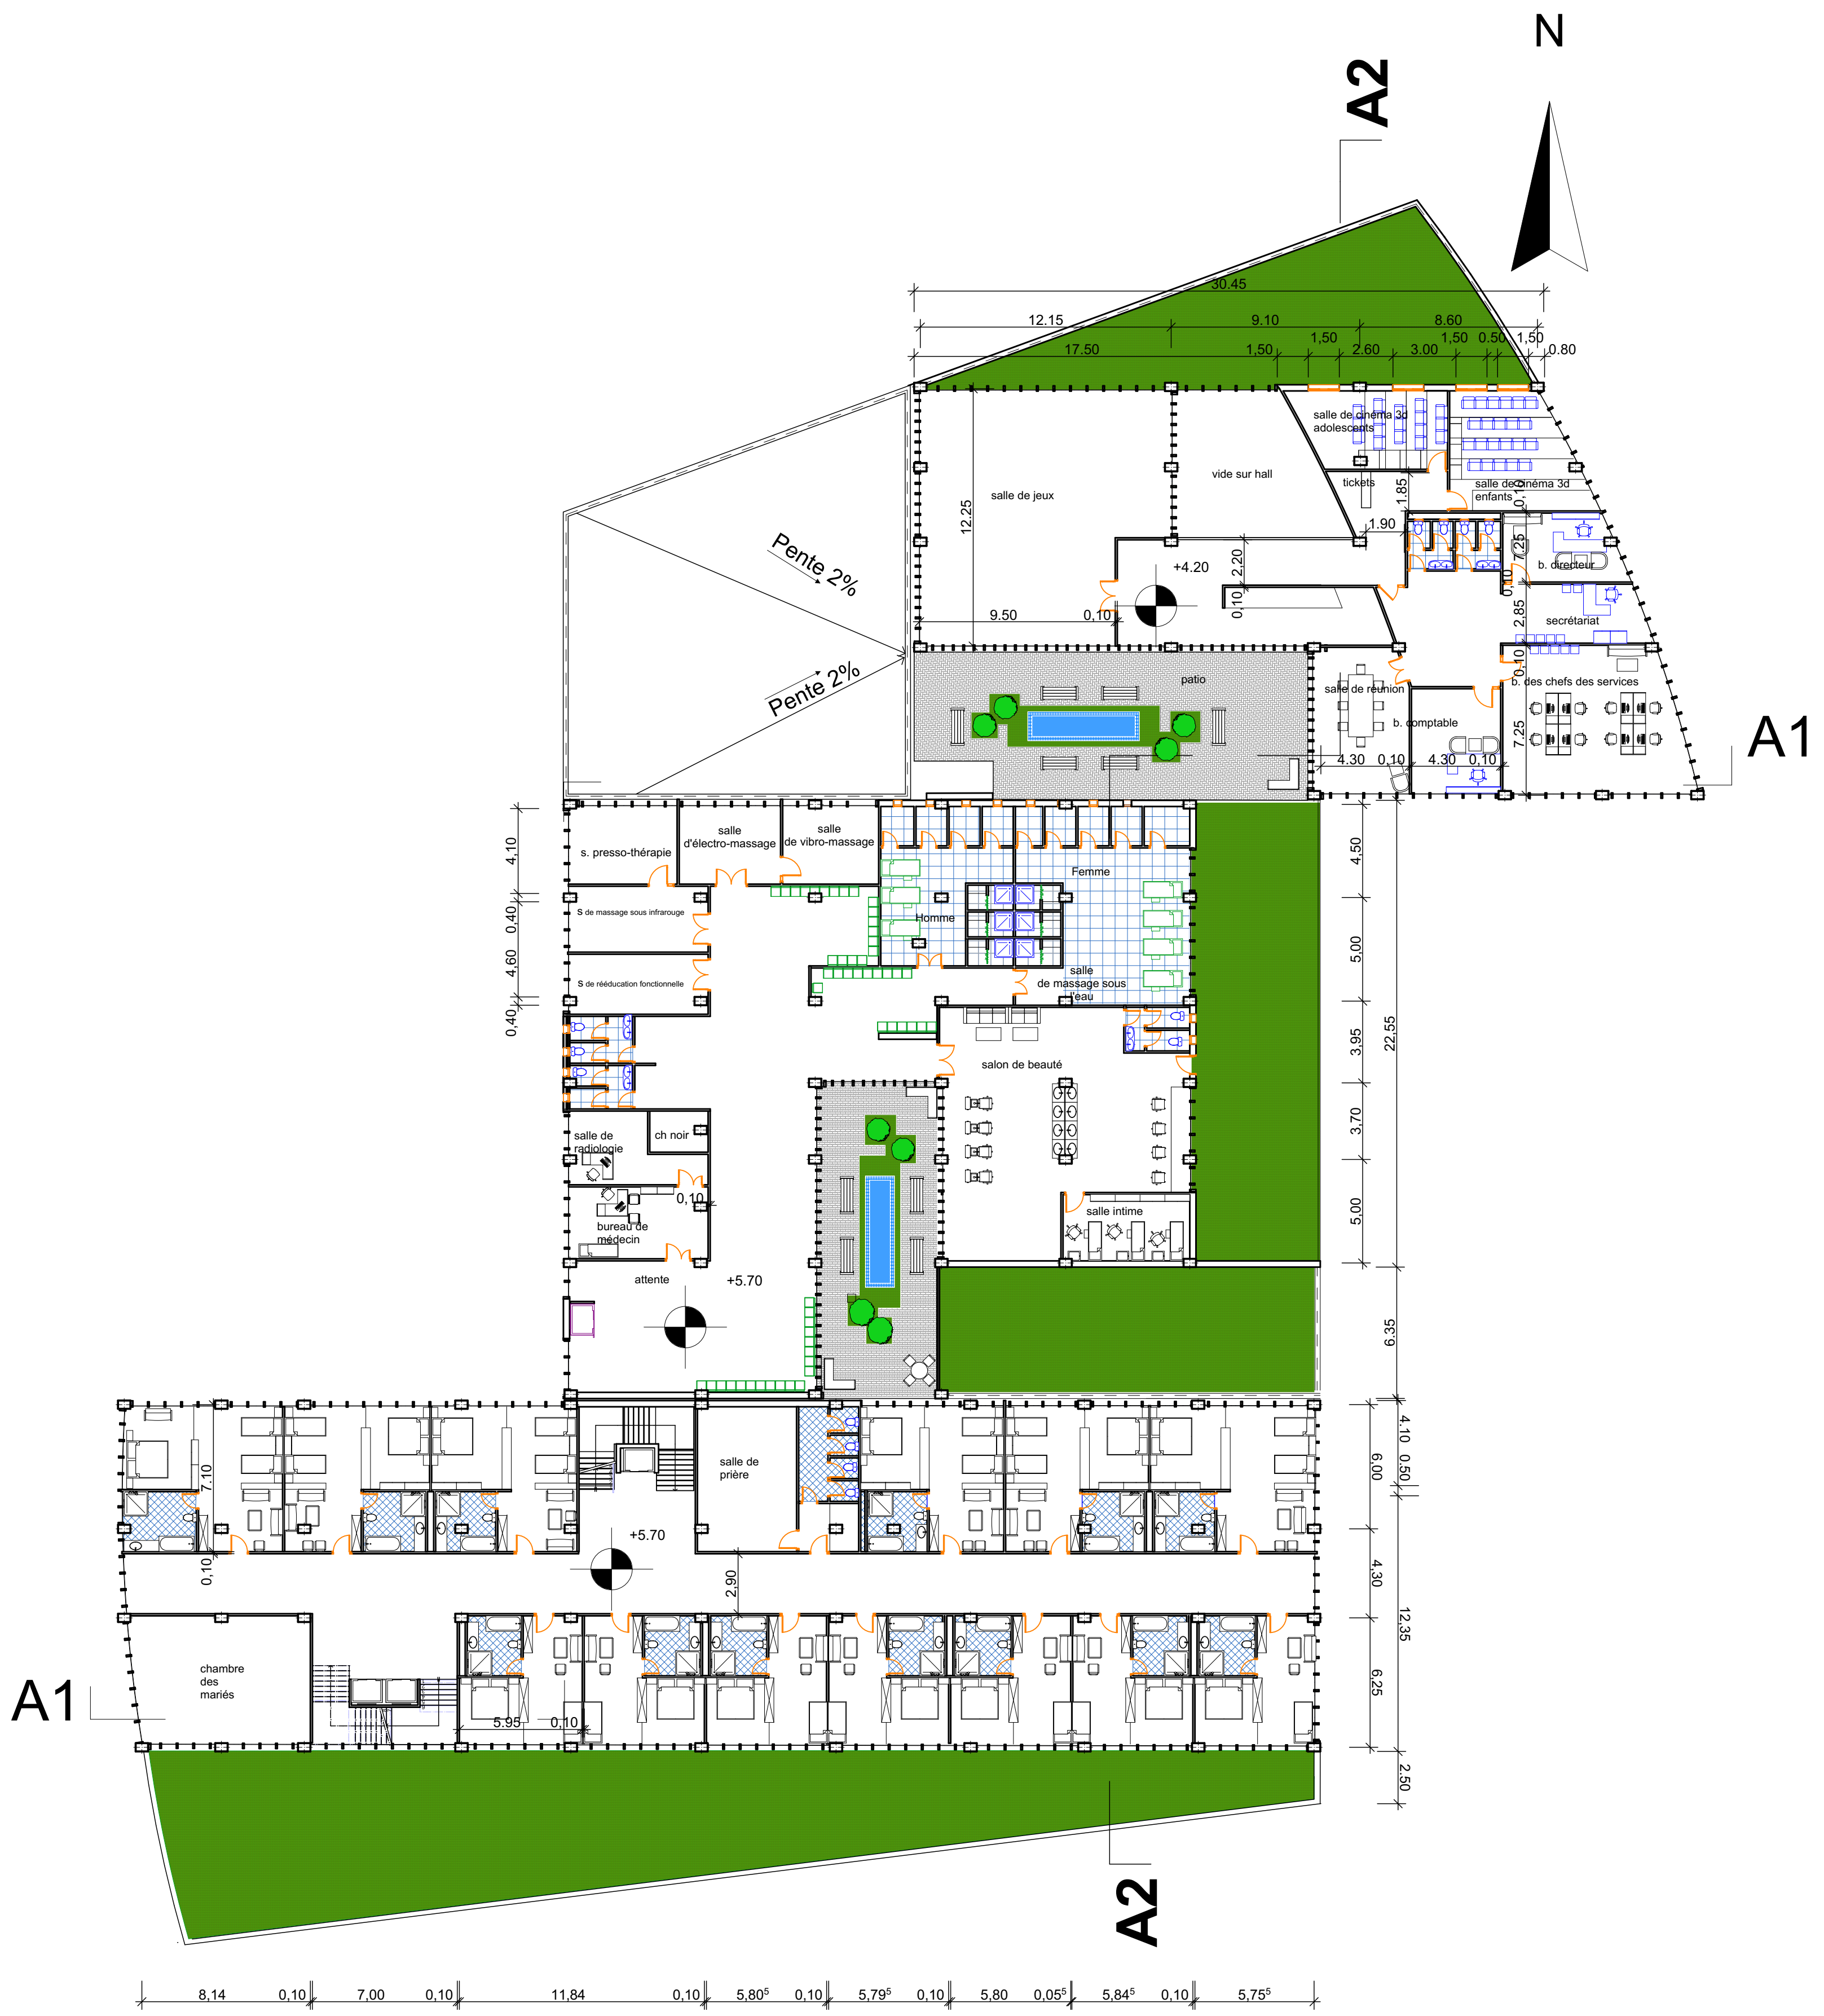 N
A2
30.45
12.15
9.10
8.60
1,50
1,50
0.50
1,50
17.50
1,50
2.60
3.00
0.80
salle de cinéma 3d
adolescents
vide sur hall
tickets
1.85
salle de cinéma 3d
enfants
0,10
salle de jeux
12.25
1.90
7.25
b. directeur
Pente 2%
+4.20
2,20
0,10
0,10
9.50
0,10
2,85
secrétariat
Pente 2%
patio
0,10
salle de réunion
b. des chefs des services
b. comptable
7.25
A1
4.30
0,10
4.30
0,10
4,10
s. presso-thérapie
salle
d'électro-massage
salle
de vibro-massage
4,50
Femme
0,40
S de massage sous infrarouge
Homme
5,00
4,60
S de rééducation fonctionnelle
salle
de massage sous
l'eau
0,40
3,95
22,55
salon de beauté
salle de
radiologie
ch noir
3,70
0,10
bureau de
médecin
salle intime
5,00
attente
+5.70
9.35
7.10
salle de
prière
4.10
0.50
6,00
+5.70
0,10
2,90
4,30
12,35
chambre
des
mariés
6,25
A1
5.95
0,10
2.50
A2
8,14
0,10
7,00
0,10
11,84
0,10
5,80⁵
0,10
5,79⁵
0,10
5,80
0,05⁵
5,84⁵
0,10
5,75⁵